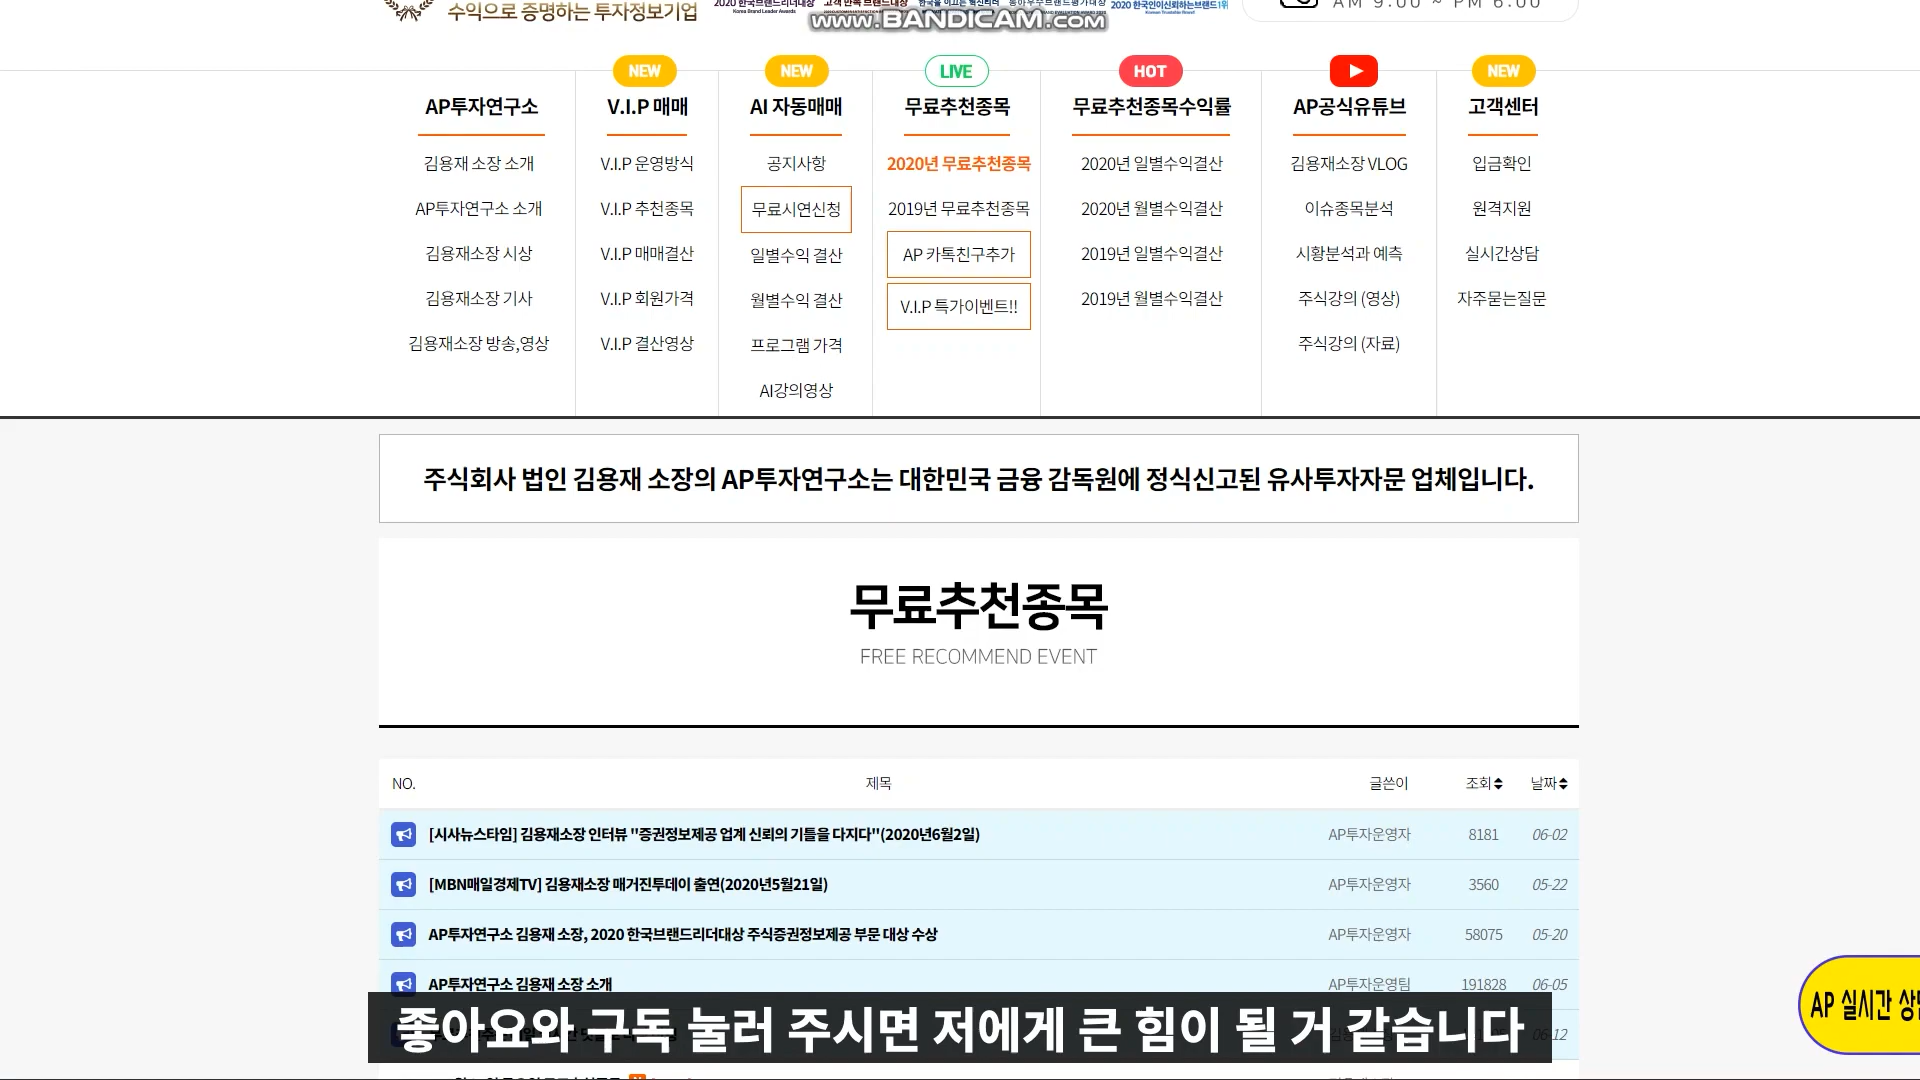 수익으로 증명하는 투자정보기업
2020 한국브랜드리더대상
고객 만족 브랜드대상
2020 한국인이신뢰하는브랜드1위
WWW.BANDICAM.COM
AM 9:00 ~ PM 6:00
NEW NEW LIVE HOT NEW
AP투자연구소 V.I.P 매매 AI 자동매매 무료추천종목 무료추천종목수익률 AP공식유튜브 고객센터
김용재 소장 소개 V.I.P 운영방식 공지사항 2020년 무료추천종목 2020년 일별수익결산 김용재소장 VLOG 입금확인
AP투자연구소 소개 V.I.P 추천종목 무료시연신청 2019년 무료추천종목 2020년 월별수익결산 이슈종목분석 원격지원
김용재소장 시상 V.I.P 매매결산 일별수익 결산 AP 카톡친구추가 2019년 일별수익결산 시황분석과 예측 실시간상담
김용재소장 기사 V.I.P 회원가격 월별수익 결산 V.I.P 특가이벤트!! 2019년 월별수익결산 주식강의 (영상) 자주묻는질문
김용재소장 방송,영상 V.I.P 결산영상 프로그램 가격 주식강의 (자료)
AI강의영상
주식회사 법인 김용재 소장의 AP투자연구소는 대한민국 금융 감독원에 정식신고된 유사투자자문 업체입니다.
무료추천종목
FREE RECOMMEND EVENT
NO. 제목 글쓴이 조회 날짜
[시사뉴스타임] 김용재소장 인터뷰 "증권정보제공 업계 신뢰의 기틀을 다지다"(2020년6월2일) AP투자운영자 8181 06-02
[MBN매일경제TV] 김용재소장 매거진투데이 출연(2020년5월21일) AP투자운영자 3560 05-22
AP투자연구소 김용재 소장, 2020 한국브랜드리더대상 주식증권정보제공 부문 대상 수상 AP투자운영자 58075 05-20
AP투자연구소 김용재 소장 소개 AP투자운영팀 191828 06-05
06-12
좋아요와 구독 눌러 주시면 저에게 큰 힘이 될 거 같습니다
AP 실시간